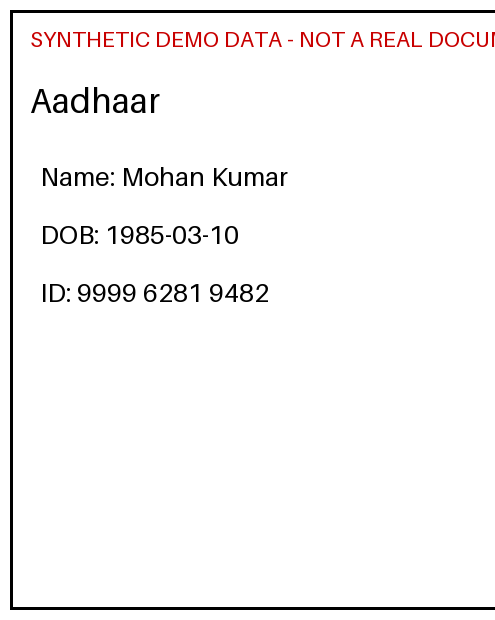 SYNTHETIC DEMO DATA - NOT A REAL
Aadhaar
Name: Mohan Kumar
DOB: 1985-03-10
ID: 9999 6281 9482